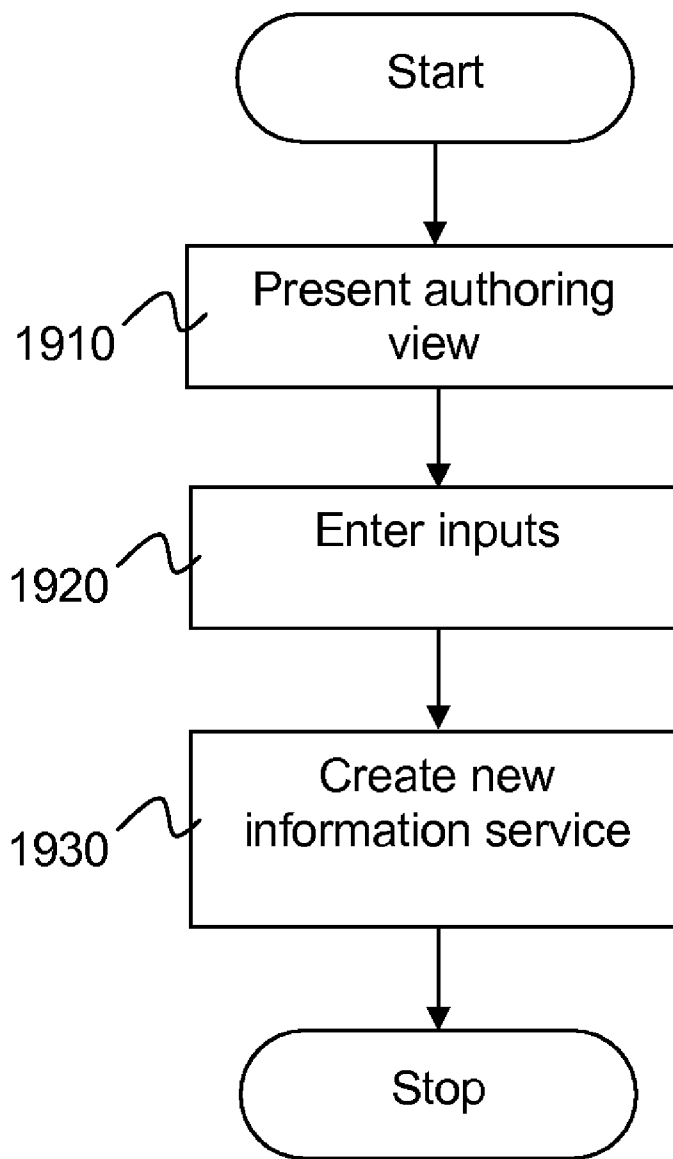 Start
Present authoring
view
1910
Enter inputs
1920
Create new
information service
1930
Stop